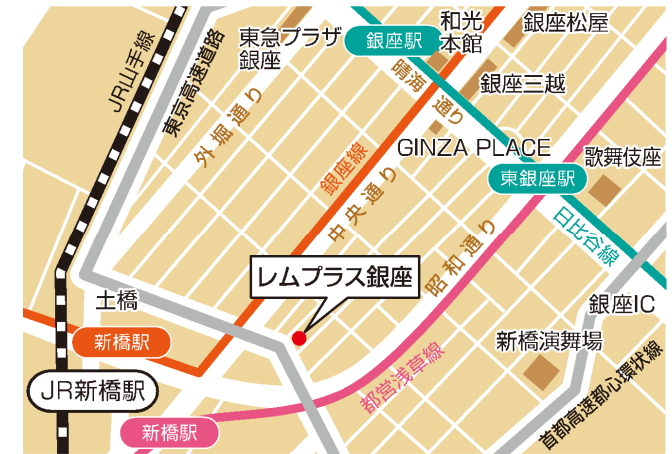 東急プラザ
銀座
銀座駅
和光
本館
銀座松屋
JR山手線
東京高速道路
外堀通り
晴海通り
銀座三越
GINZA PLACE
歌舞伎座
東銀座駅
銀座線
中央通り
昭和通り
日比谷線
レムプラス銀座
土橋
銀座IC
新橋駅
新橋演舞場
JR新橋駅
都営浅草線
首都高速都心環状線
新橋駅